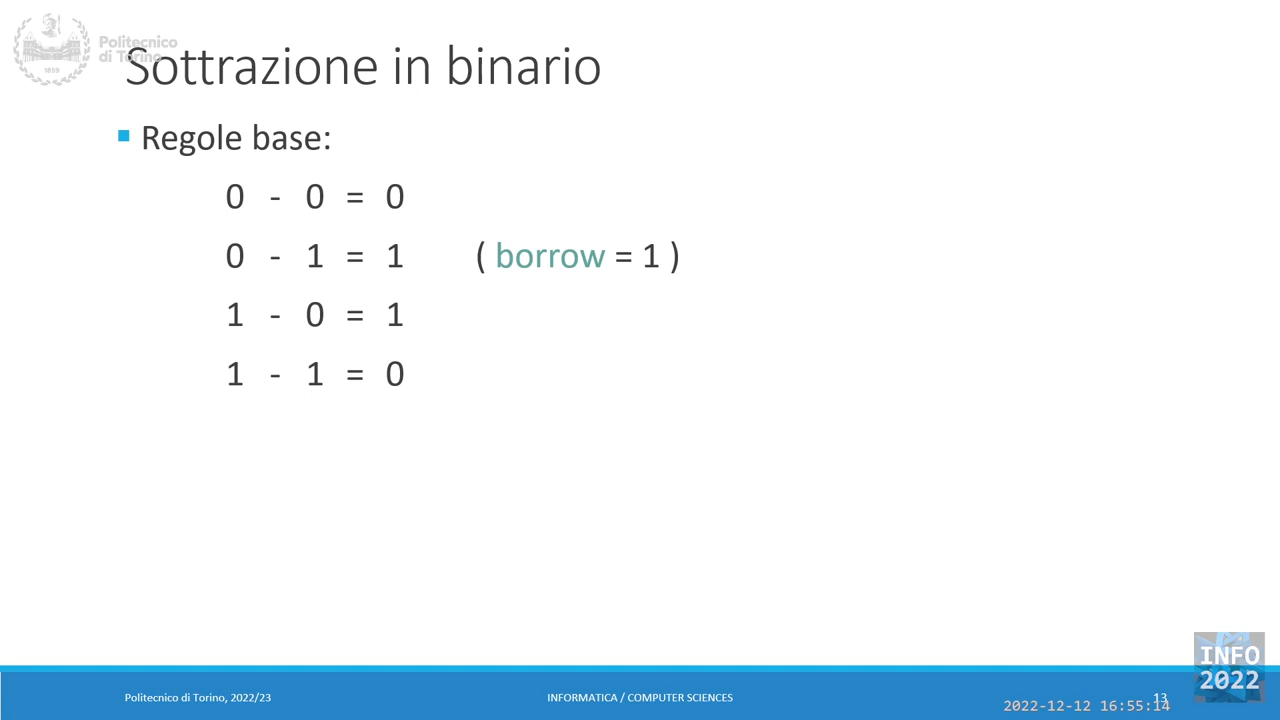 Politecnico
di Torino
1859
Sottrazione in binario
Regole base:
0 - 0 = 0
0 - 1 = 1 ( borrow = 1 )
1 - 0 = 1
1 - 1 = 0
INFO
2022
Politecnico di Torino, 2022/23
INFORMATICA / COMPUTER SCIENCES
13
2022-12-12 16:55:14